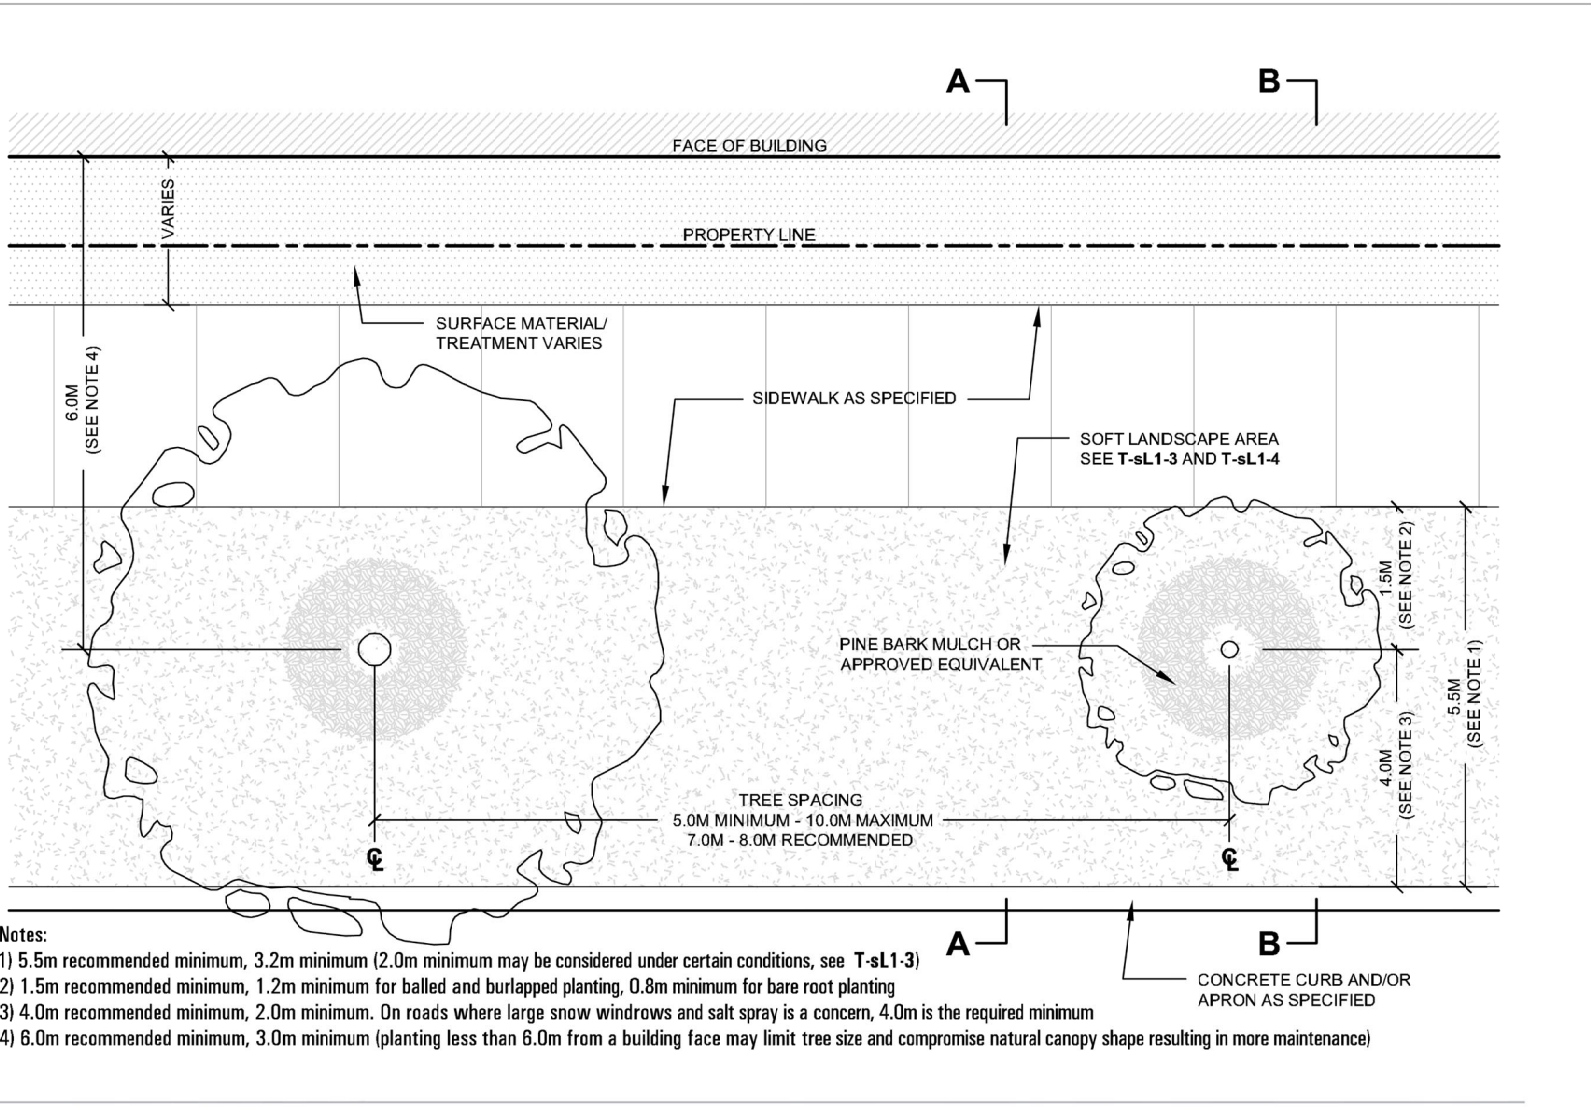 A
B
FACE OF BUILDING
VARIES
PROPERTY LINE
SURFACE MATERIAL/
TREATMENT VARIES
6.0M
(SEE NOTE 4)
SIDEWALK AS SPECIFIED
SOFT LANDSCAPE AREA
SEE T-sL1-3 AND T-sL1-4
1.5M
(SEE NOTE 2)
PINE BARK MULCH OR
APPROVED EQUIVALENT
5.5M
(SEE NOTE 1)
4.0M
(SEE NOTE 3)
TREE SPACING
5.0M MINIMUM - 10.0M MAXIMUM
7.0M - 8.0M RECOMMENDED
℄
℄
A
B
CONCRETE CURB AND/OR
APRON AS SPECIFIED
Notes:
1) 5.5m recommended minimum, 3.2m minimum (2.0m minimum may be considered under certain conditions, see T-sL1-3)
2) 1.5m recommended minimum, 1.2m minimum for balled and burlapped planting, 0.8m minimum for bare root planting
3) 4.0m recommended minimum, 2.0m minimum. On roads where large snow windrows and salt spray is a concern, 4.0m is the required minimum
4) 6.0m recommended minimum, 3.0m minimum (planting less than 6.0m from a building face may limit tree size and compromise natural canopy shape resulting in more maintenance)